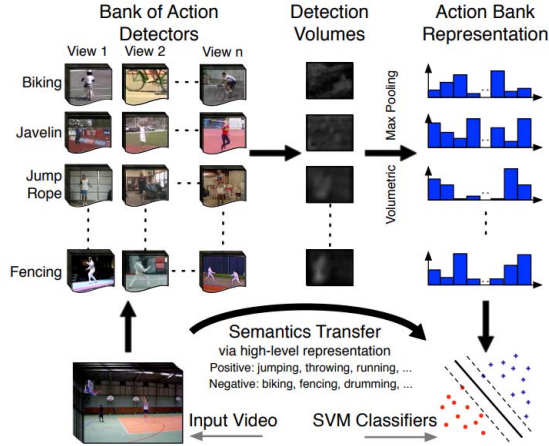 Bank of Action
Detectors
Detection
Volumes
Action Bank
Representation
View 1
View 2
View n
Biking
Javelin
Jump
Rope
Fencing
Max Pooling
Volumetric
Semantics Transfer
via high-level representation
Positive: jumping, throwing, running, ...
Negative: biking, fencing, drumming, ...
Input Video
SVM Classifiers